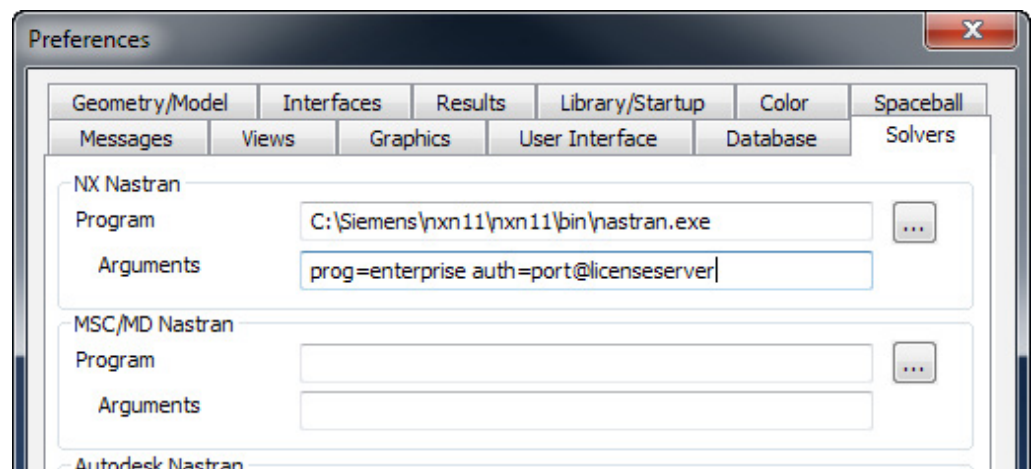 Preferences
Geometry/Model Interfaces Results Library/Startup Color Spaceball
Messages Views Graphics User Interface Database Solvers
NX Nastran
Program C:\Siemens\nxn11\nxn11\bin\nastran.exe ...
Arguments prog=enterprise auth=port@licenseserver
MSC/MD Nastran
Program ...
Arguments
Autodesk Nastran